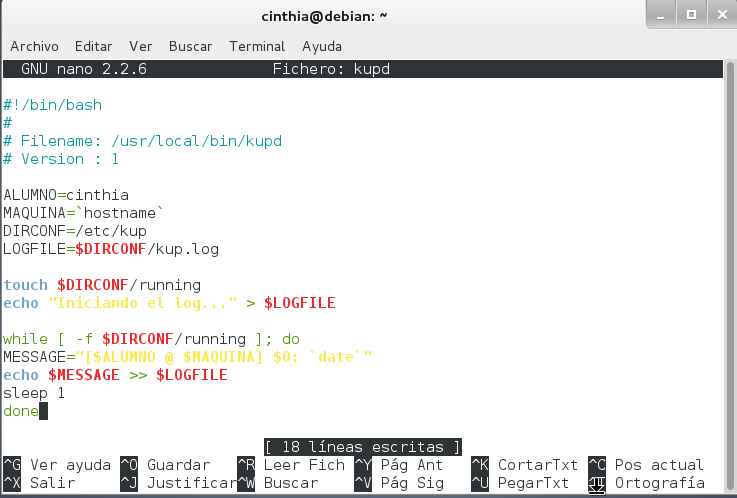 cinthia@debian: ~
Archivo Editar Ver Buscar Terminal Ayuda
GNU nano 2.2.6 Fichero: kupd
#!/bin/bash
#
# Filename: /usr/local/bin/kupd
# Version : 1
ALUMNO=cinthia
MAQUINA=`hostname`
DIRCONF=/etc/kup
LOGFILE=$DIRCONF/kup.log
touch $DIRCONF/running
echo "Iniciando el log..." > $LOGFILE
while [ -f $DIRCONF/running ]; do
MESSAGE="[$ALUMNO @ $MAQUINA] $0: `date`"
echo $MESSAGE >> $LOGFILE
sleep 1
done
[ 18 líneas escritas ]
^G Ver ayuda ^O Guardar ^R Leer Fich ^Y Pág Ant ^K CortarTxt ^C Pos actual
^X Salir ^J Justificar ^W Buscar ^V Pág Sig ^U PegarTxt Ortografía